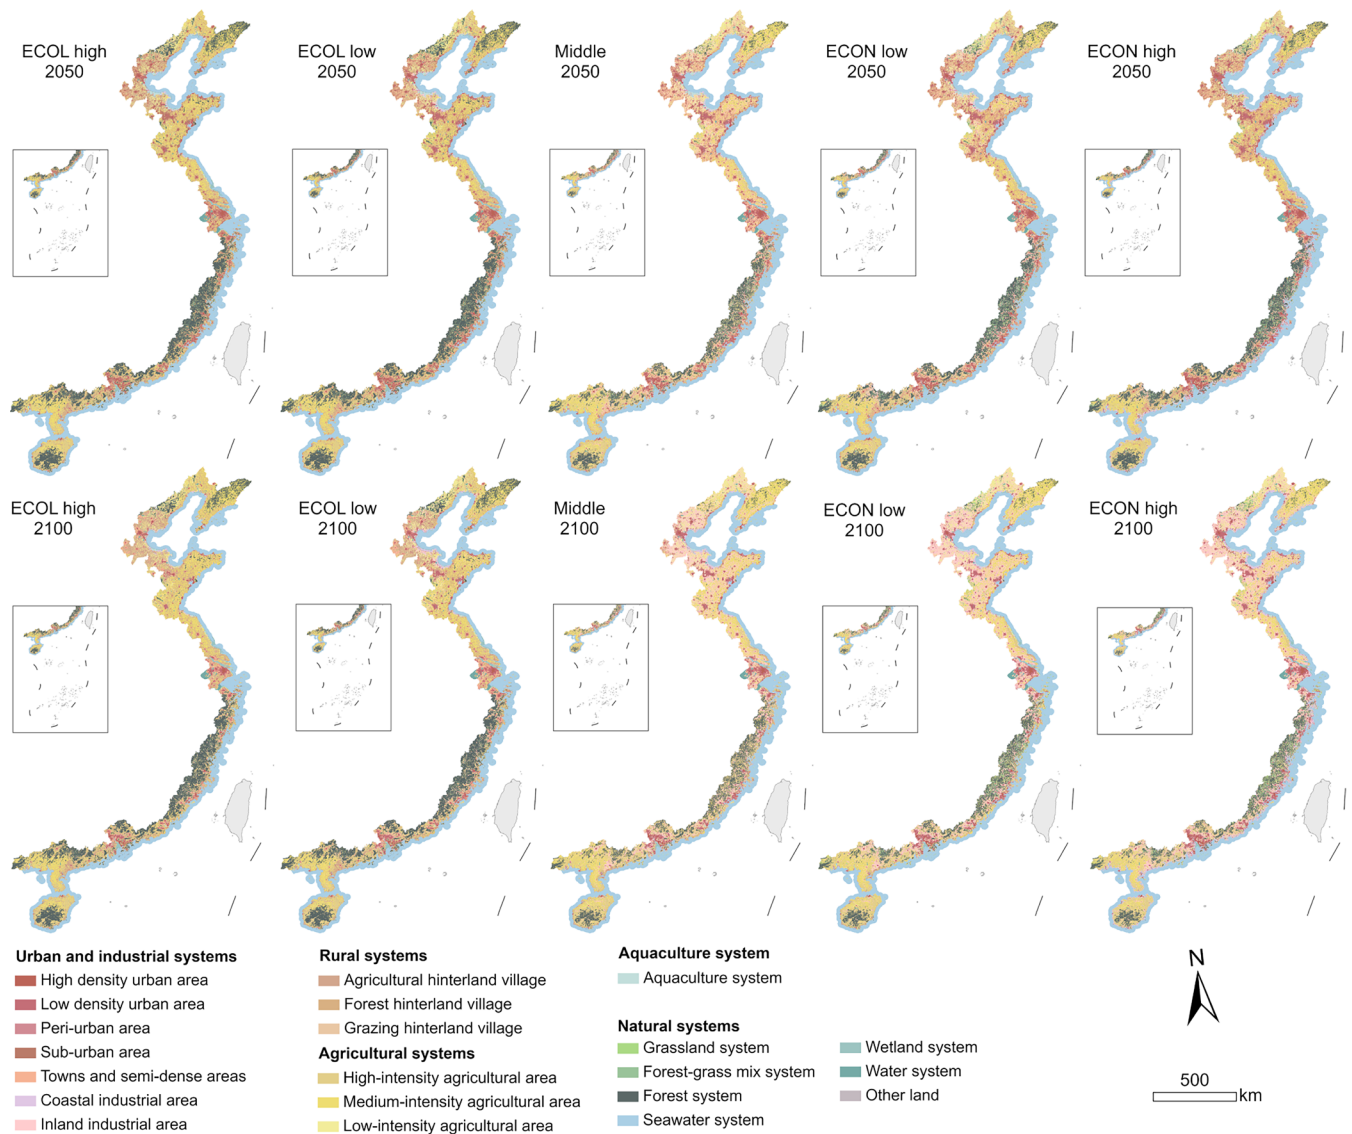 ECOL high
2050
ECOL low
2050
Middle
2050
ECON low
2050
ECON high
2050
ECOL high
2100
ECOL low
2100
Middle
2100
ECON low
2100
ECON high
2100
Urban and industrial systems
High density urban area
Low density urban area
Peri-urban area
Sub-urban area
Towns and semi-dense areas
Coastal industrial area
Inland industrial area
Rural systems
Agricultural hinterland village
Forest hinterland village
Grazing hinterland village
Agricultural systems
High-intensity agricultural area
Medium-intensity agricultural area
Low-intensity agricultural area
Aquaculture system
Aquaculture system
Natural systems
Grassland system
Forest-grass mix system
Forest system
Seawater system
Wetland system
Water system
Other land
N
500
km